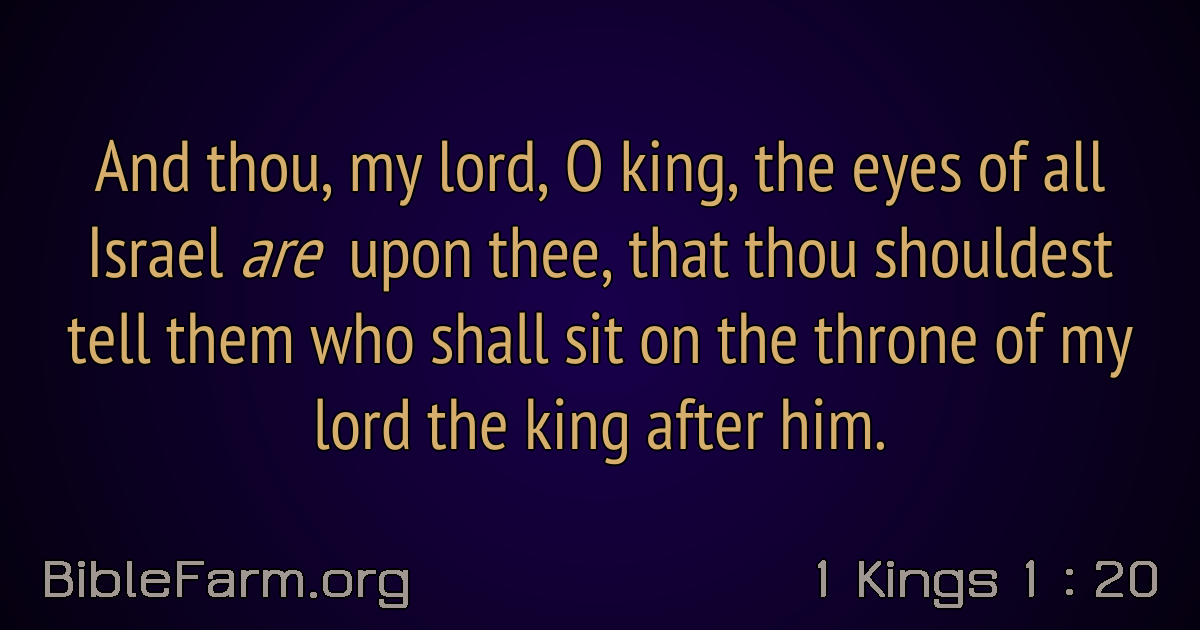 And thou, my lord, O king, the eyes of all
Israel are upon thee, that thou shouldest
tell them who shall sit on the throne of my
lord the king after him.
BibleFarm.org
1 Kings 1 : 20